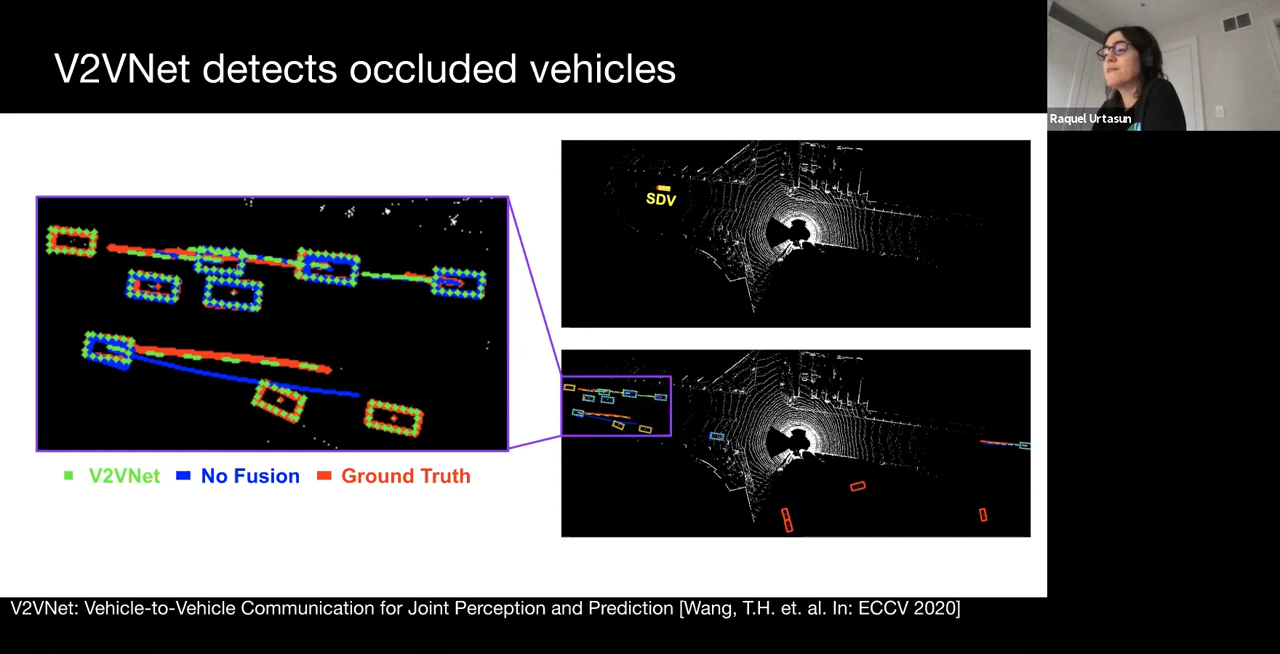 V2VNet detects occluded vehicles
Raquel Urtasun
SDV
V2VNet No Fusion Ground Truth
V2VNet: Vehicle-to-Vehicle Communication for Joint Perception and Prediction [Wang, T.H. et. al. In: ECCV 2020]